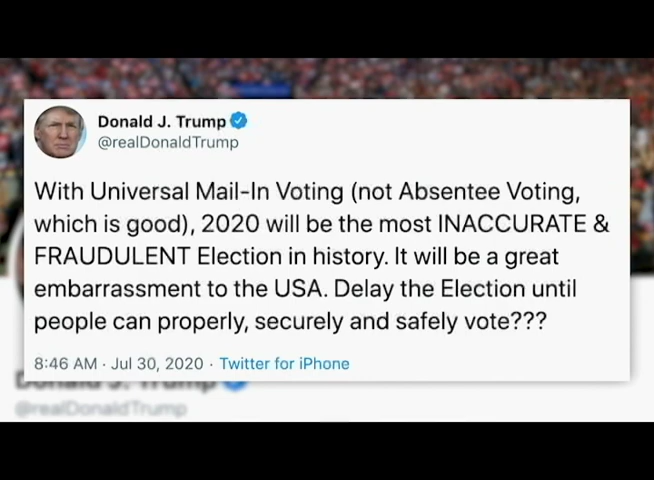 Donald J. Trump
@realDonaldTrump
With Universal Mail-In Voting (not Absentee Voting,
which is good), 2020 will be the most INACCURATE &
FRAUDULENT Election in history. It will be a great
embarrassment to the USA. Delay the Election until
people can properly, securely and safely vote???
8:46 AM · Jul 30, 2020 · Twitter for iPhone
Donald J. Trump
@realDonaldTrump